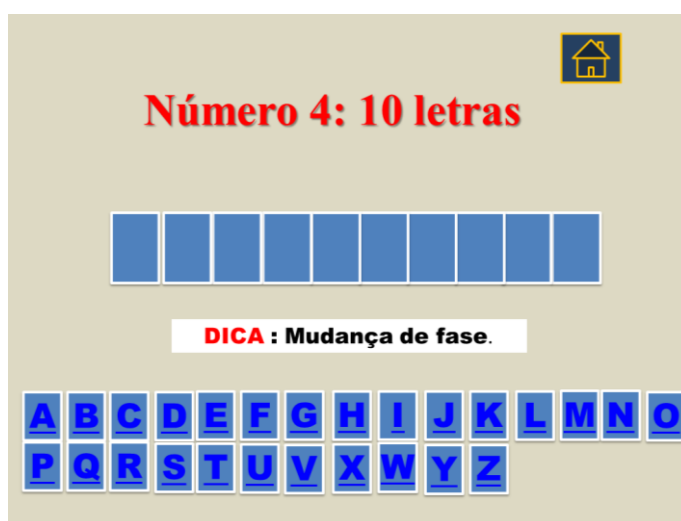 Número 4: 10 letras
DICA : Mudança de fase.
A B C D E F G H I J K L M N O
P Q R S T U V X W Y Z